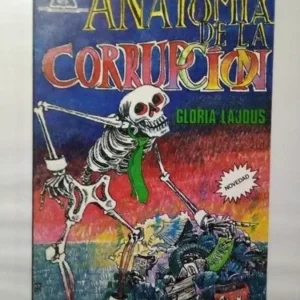 ANATOMIA
DE LA
CORRUPCION
GLORIA LAJOUS
NOVEDAD